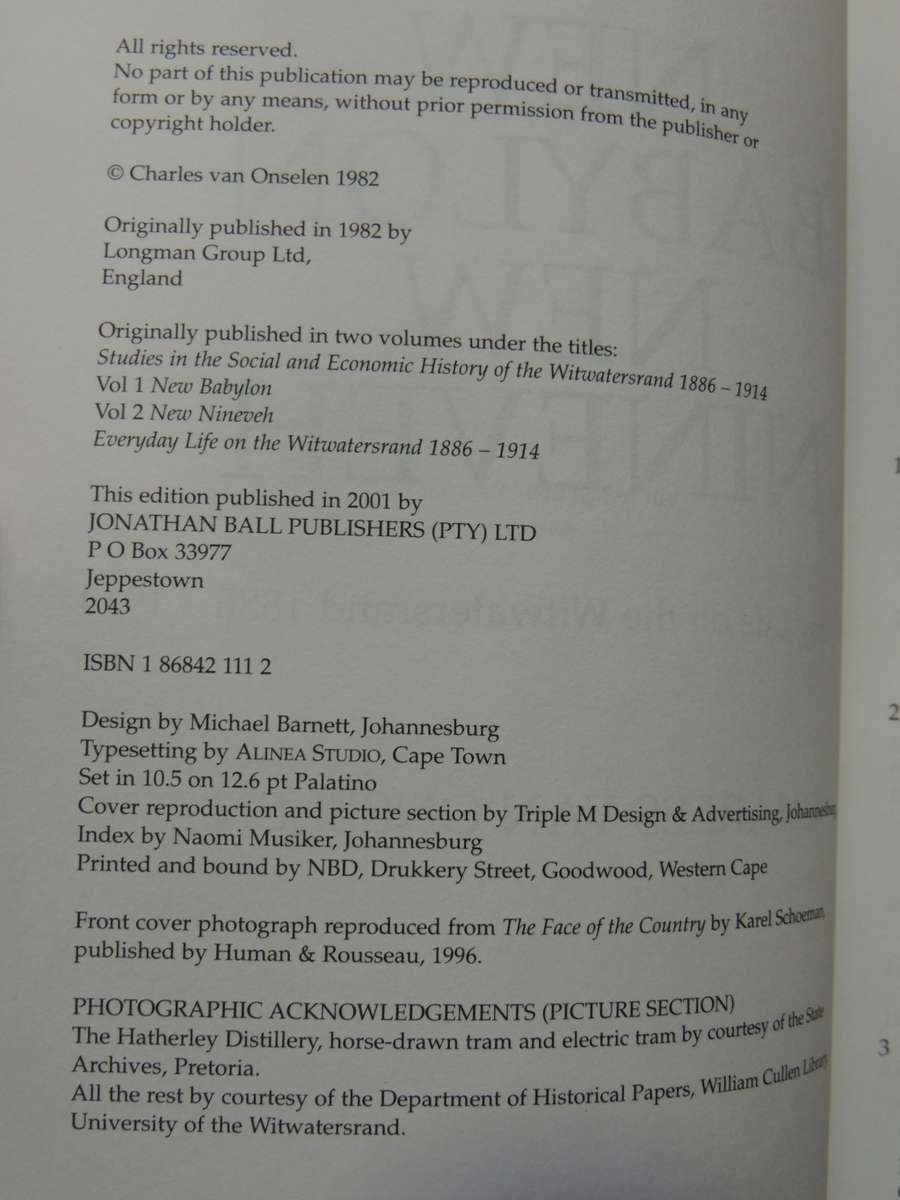 All rights reserved.
No part of this publication may be reproduced or transmitted, in any
form or by any means, without prior permission from the publisher or
copyright holder.
© Charles van Onselen 1982
Originally published in 1982 by
Longman Group Ltd,
England
Originally published in two volumes under the titles:
Studies in the Social and Economic History of the Witwatersrand 1886 – 1914
Vol 1 New Babylon
Vol 2 New Nineveh
Everyday Life on the Witwatersrand 1886 – 1914
This edition published in 2001 by
JONATHAN BALL PUBLISHERS (PTY) LTD
P O Box 33977
Jeppestown
2043
ISBN 1 86842 111 2
Design by Michael Barnett, Johannesburg
Typesetting by ALINEA STUDIO, Cape Town
Set in 10.5 on 12.6 pt Palatino
Cover reproduction and picture section by Triple M Design & Advertising, Johannesburg
Index by Naomi Musiker, Johannesburg
Printed and bound by NBD, Drukkery Street, Goodwood, Western Cape
Front cover photograph reproduced from The Face of the Country by Karel Schoeman,
published by Human & Rousseau, 1996.
PHOTOGRAPHIC ACKNOWLEDGEMENTS (PICTURE SECTION)
The Hatherley Distillery, horse-drawn tram and electric tram by courtesy of the State
Archives, Pretoria.
All the rest by courtesy of the Department of Historical Papers, William Cullen Library,
University of the Witwatersrand.
1
2
3